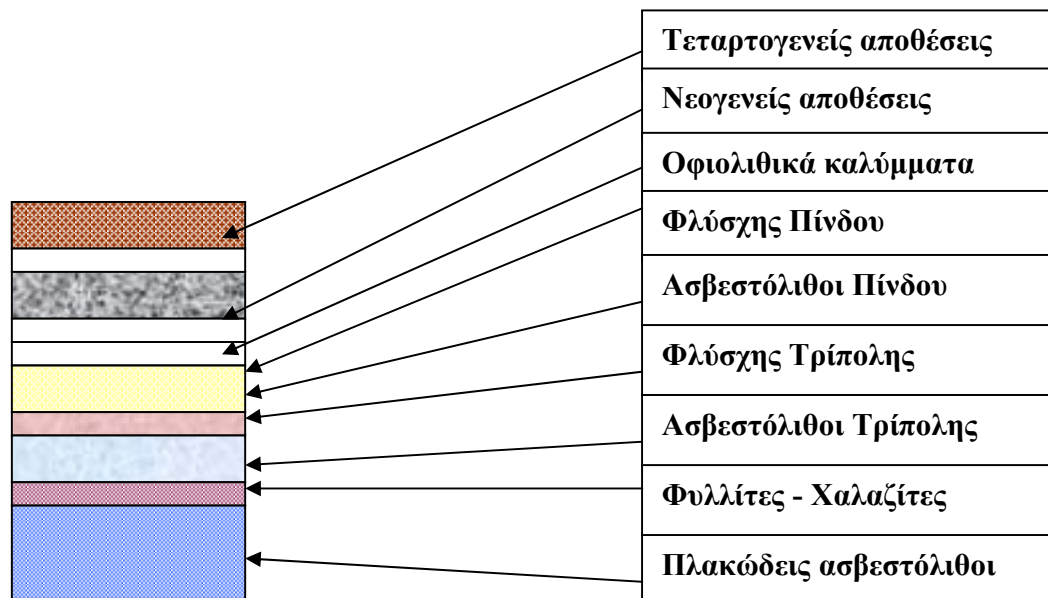 Τεταρτογενείς αποθέσεις
Νεογενείς αποθέσεις
Οφιολιθικά καλύμματα
Φλύσχης Πίνδου
Ασβεστόλιθοι Πίνδου
Φλύσχης Τρίπολης
Ασβεστόλιθοι Τρίπολης
Φυλλίτες - Χαλαζίτες
Πλακώδεις ασβεστόλιθοι